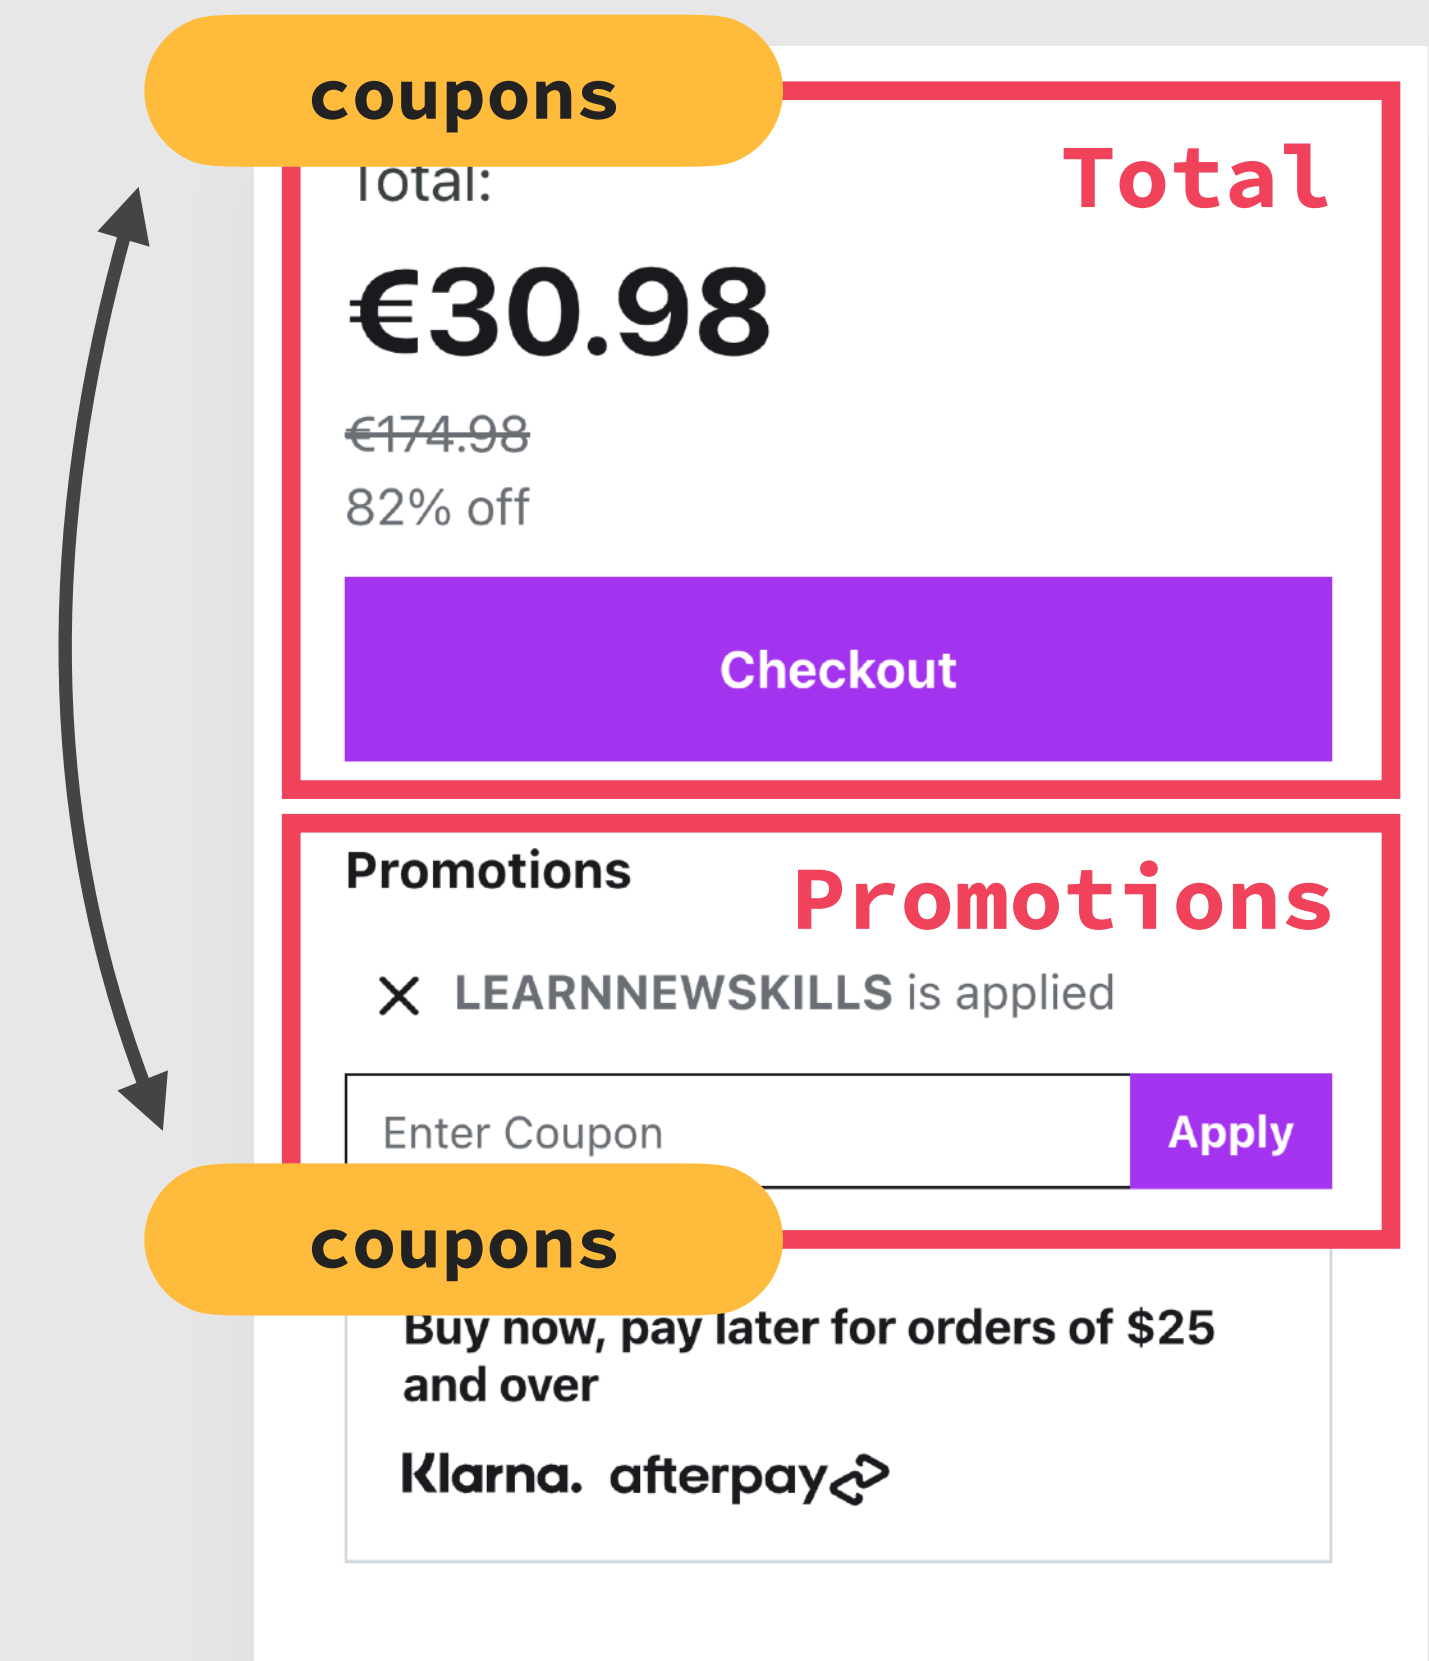 coupons
Total:
Total
€30.98
€174.98
82% off
Checkout
Promotions
Promotions
LEARNNEWSKILLS is applied
Enter Coupon
Apply
coupons
Buy now, pay later for orders of $25
and over
Klarna. afterpay